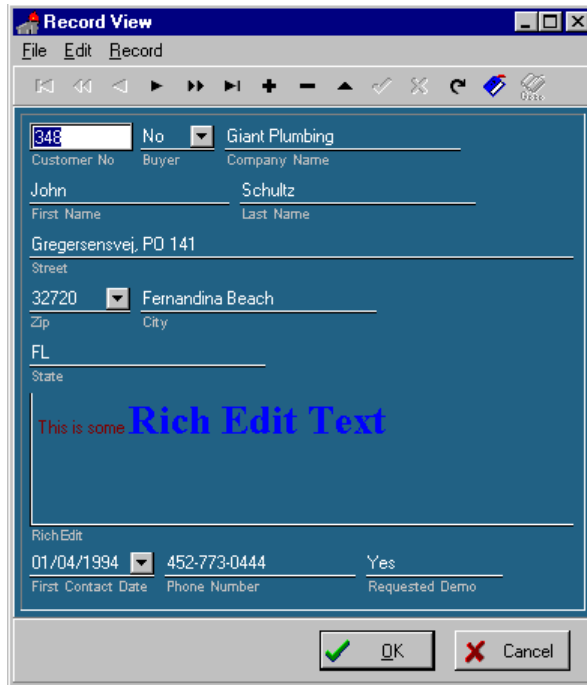 Record View
File Edit Record
Goto
348 No Giant Plumbing
Customer No Buyer Company Name
John Schultz
First Name Last Name
Gregersensvej, PO 141
Street
32720 Fernandina Beach
Zip City
FL
State
This is some Rich Edit Text
RichEdit
01/04/1994 452-773-0444 Yes
First Contact Date Phone Number Requested Demo
OK Cancel